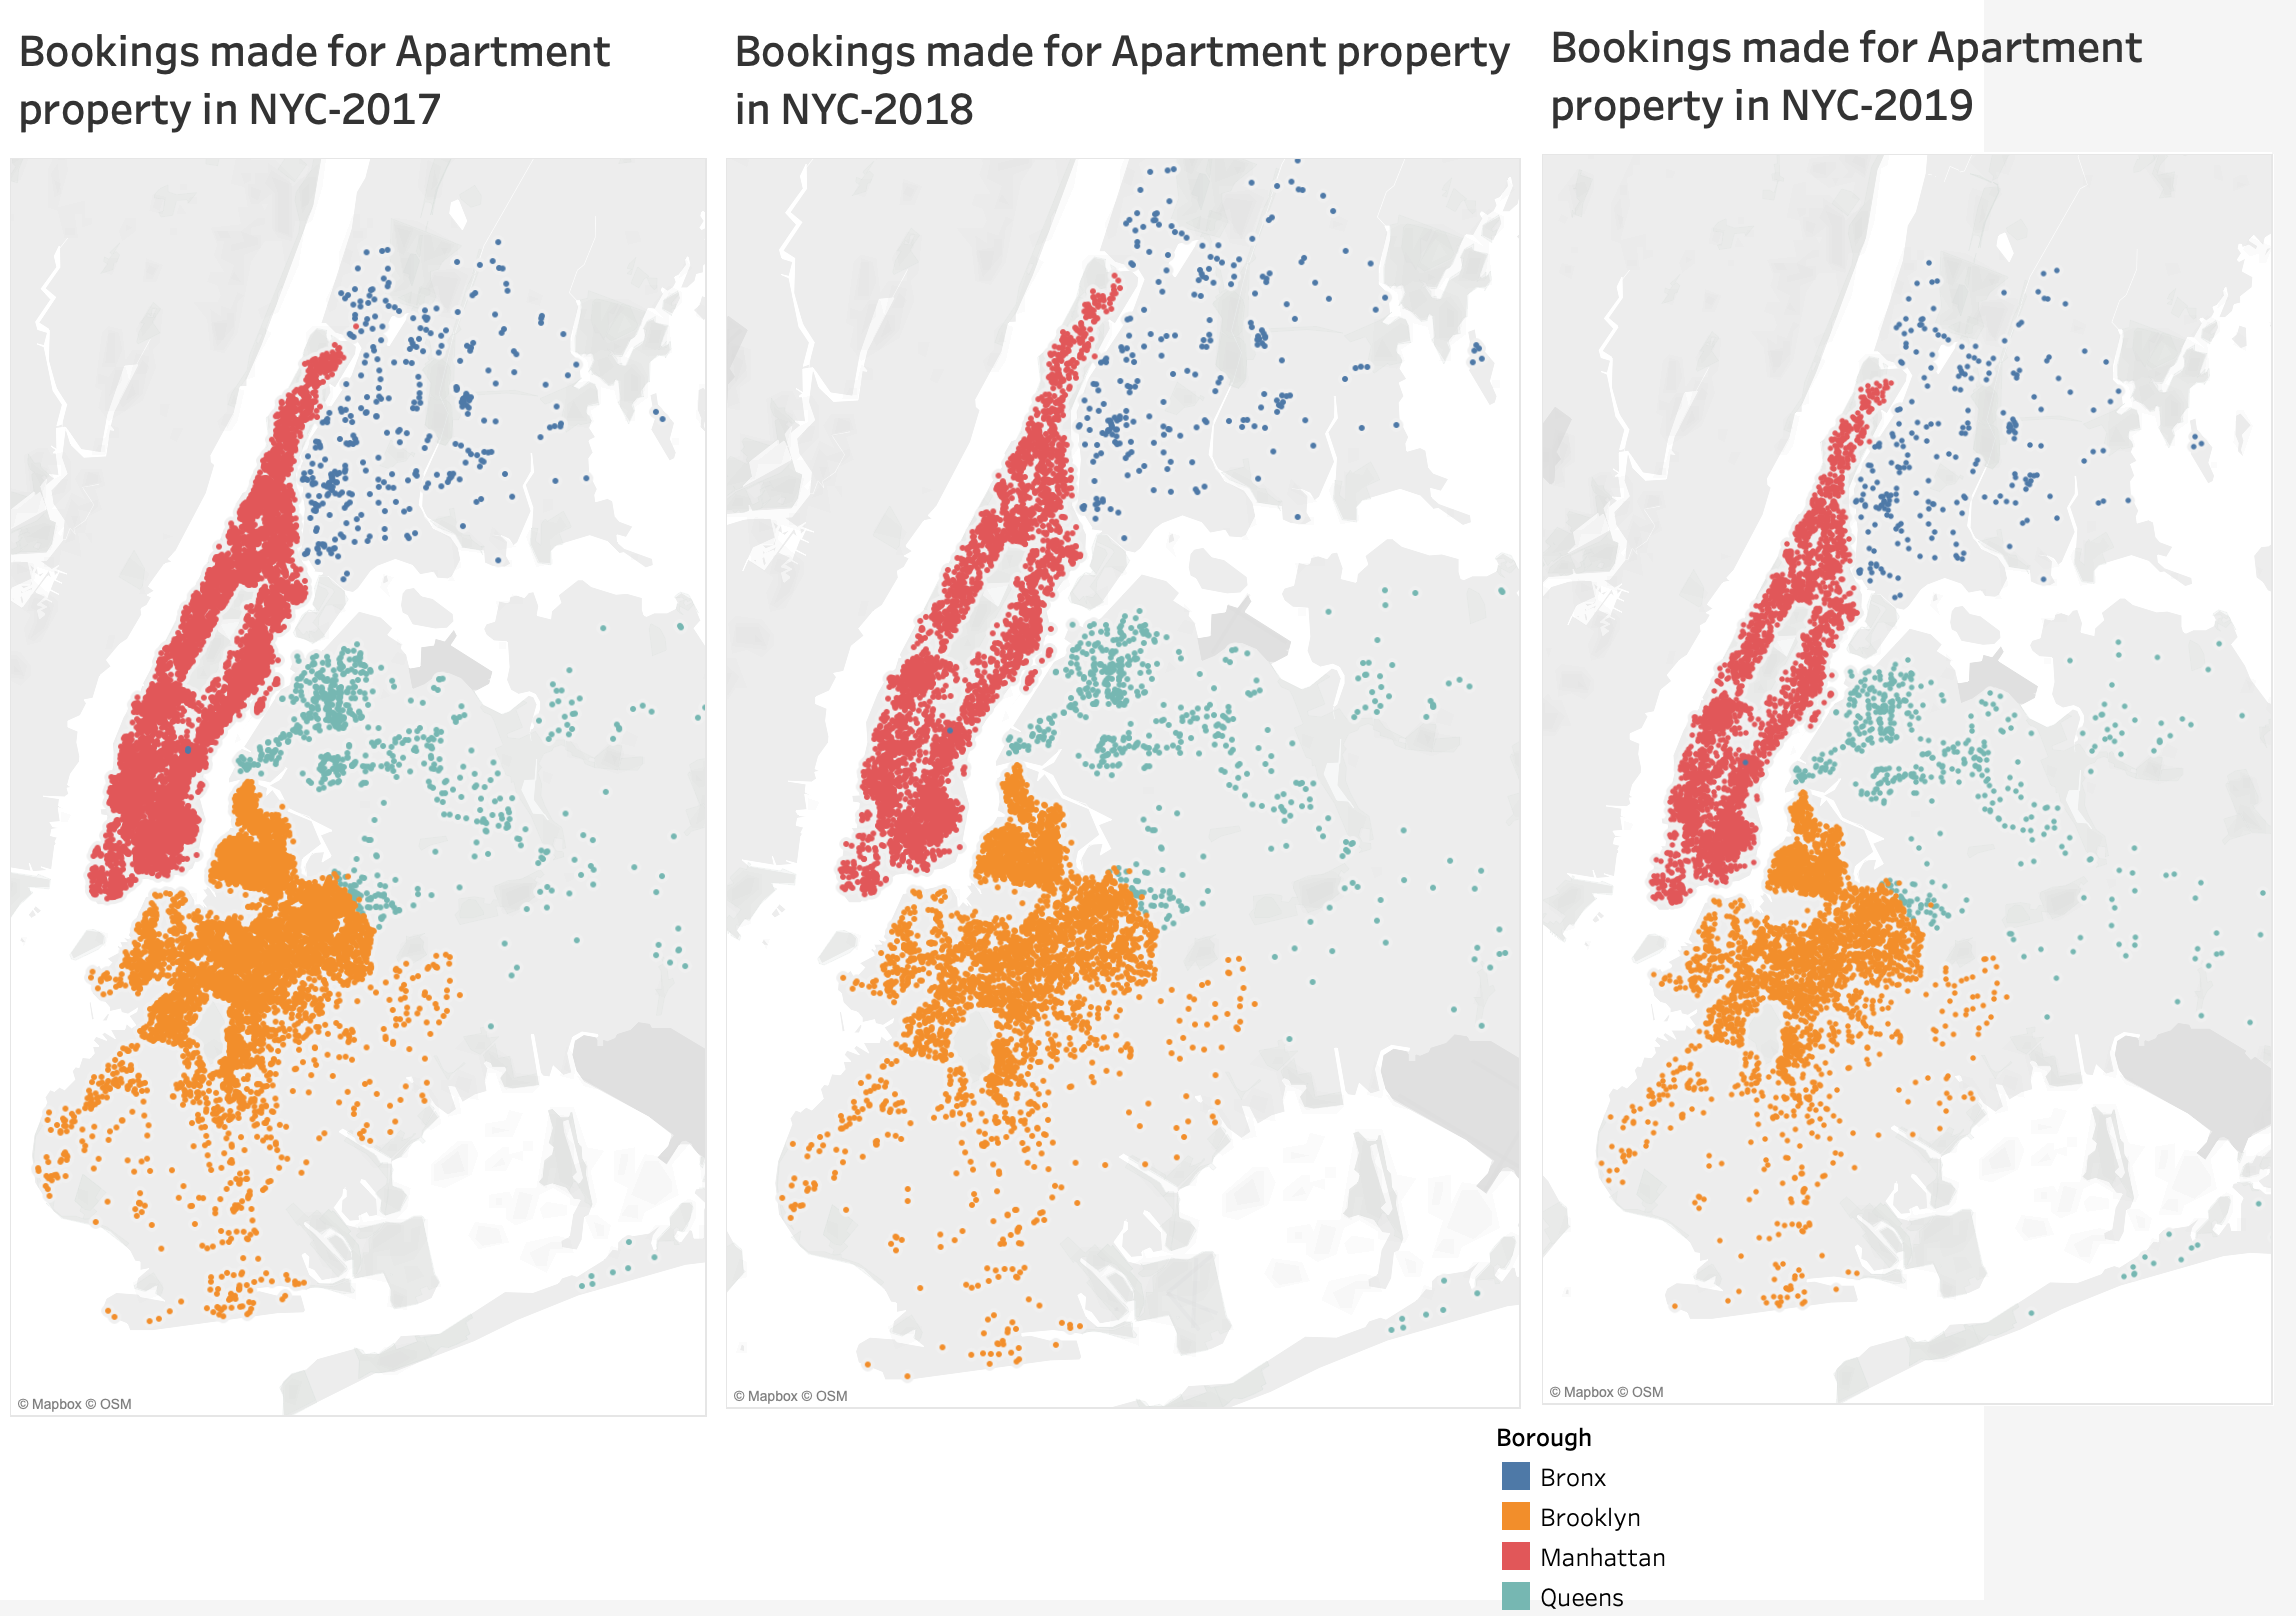 Bookings made for Apartment
property in NYC-2017
Bookings made for Apartment property
in NYC-2018
Bookings made for Apartment
property in NYC-2019
© Mapbox © OSM
© Mapbox © OSM
© Mapbox © OSM
Borough
Bronx
Brooklyn
Manhattan
Queens